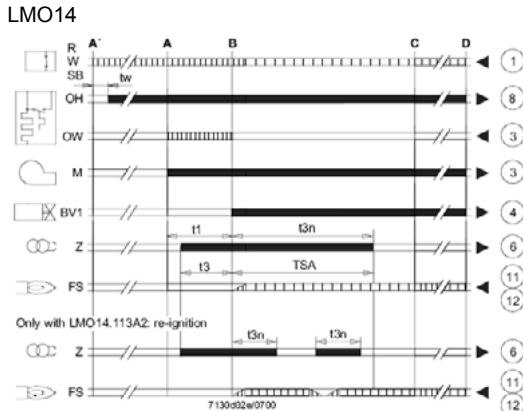 LMO14
A´ A B C D
R
W 1
SB tw
OH 8
OW 3
M 3
BV1 4
t1 t3n
Z 6
t3 TSA
FS 11
12
Only with LMO14.113A2: re-ignition
t3n t3n
Z 6
FS 11
7130d02e/0700 12